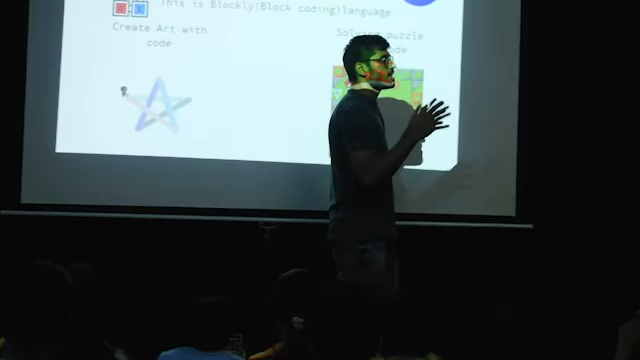 This is Blockly(Block coding)language
Create Art with
code
puzzle